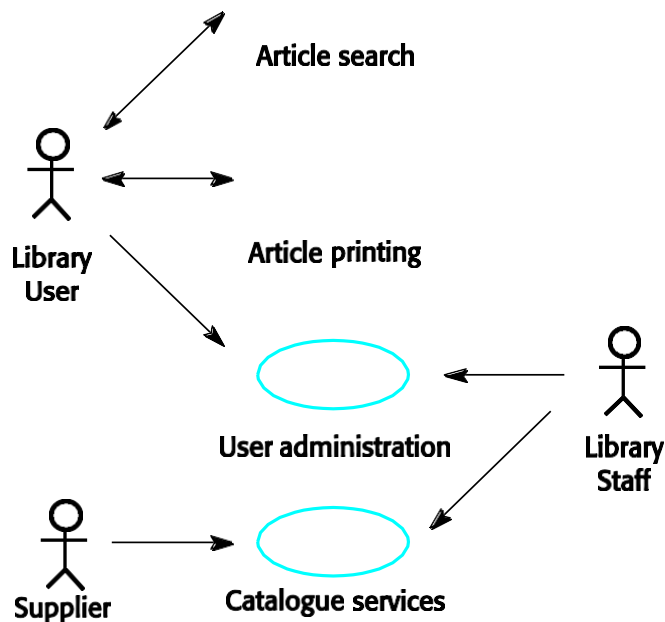 Article search
Library
User
Article printing
User administration
Library
Staff
Supplier
Catalogue services